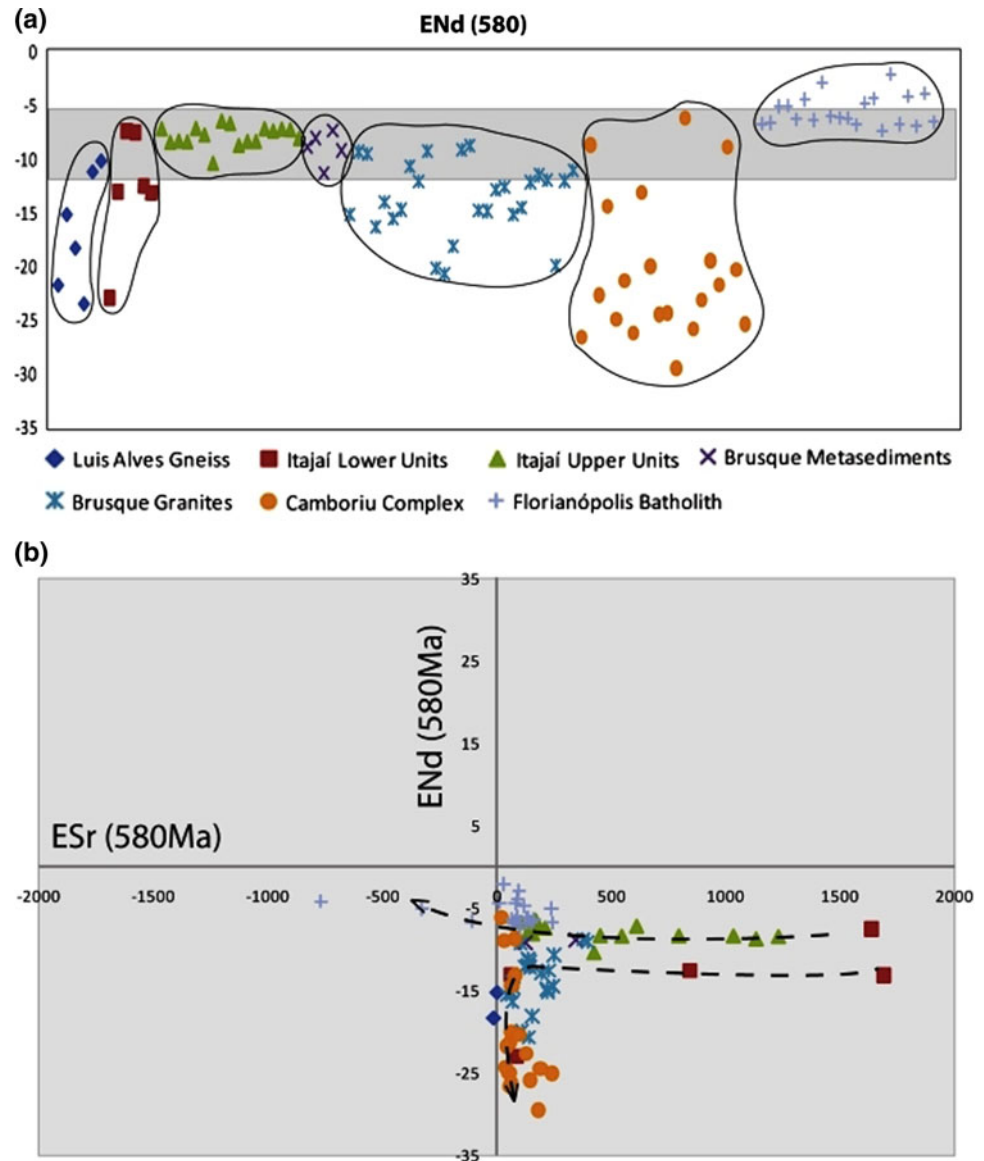 (a)
ENd (580)
0
-5
-10
-15
-20
-25
-30
-35
Luis Alves Gneiss Itajaí Lower Units Itajaí Upper Units Brusque Metasediments
Brusque Granites Camboriu Complex Florianópolis Batholith
(b)
35
25
15
5
ENd (580Ma)
ESr (580Ma)
-2000 -1500 -1000 -500 0 500 1000 1500 2000
-5
-15
-25
-35